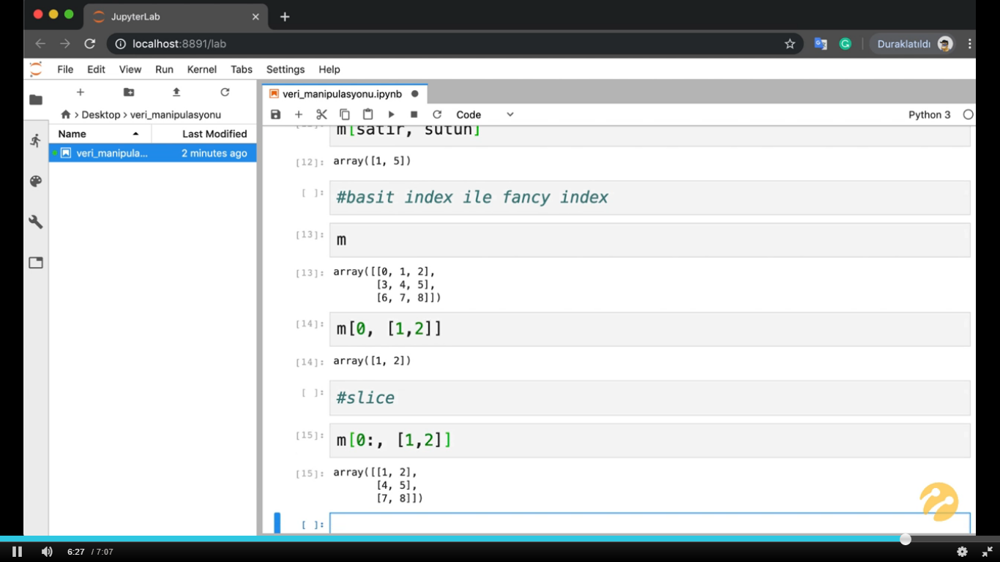 JupyterLab
localhost:8891/lab
Duraklatıldı
File Edit View Run Kernel Tabs Settings Help
veri_manipulasyonu.ipynb
Desktop > veri_manipulasyonu
Code
Python 3
Name Last Modified
veri_manipula... 2 minutes ago
m[satir, sutun]
[12]: array([1, 5])
[ ]: #basit index ile fancy index
[13]: m
[13]: array([[0, 1, 2],
[3, 4, 5],
[6, 7, 8]])
[14]: m[0, [1,2]]
[14]: array([1, 2])
[ ]: #slice
[15]: m[0:, [1,2]]
[15]: array([[1, 2],
[4, 5],
[7, 8]])
[ ]:
6:27 / 7:07